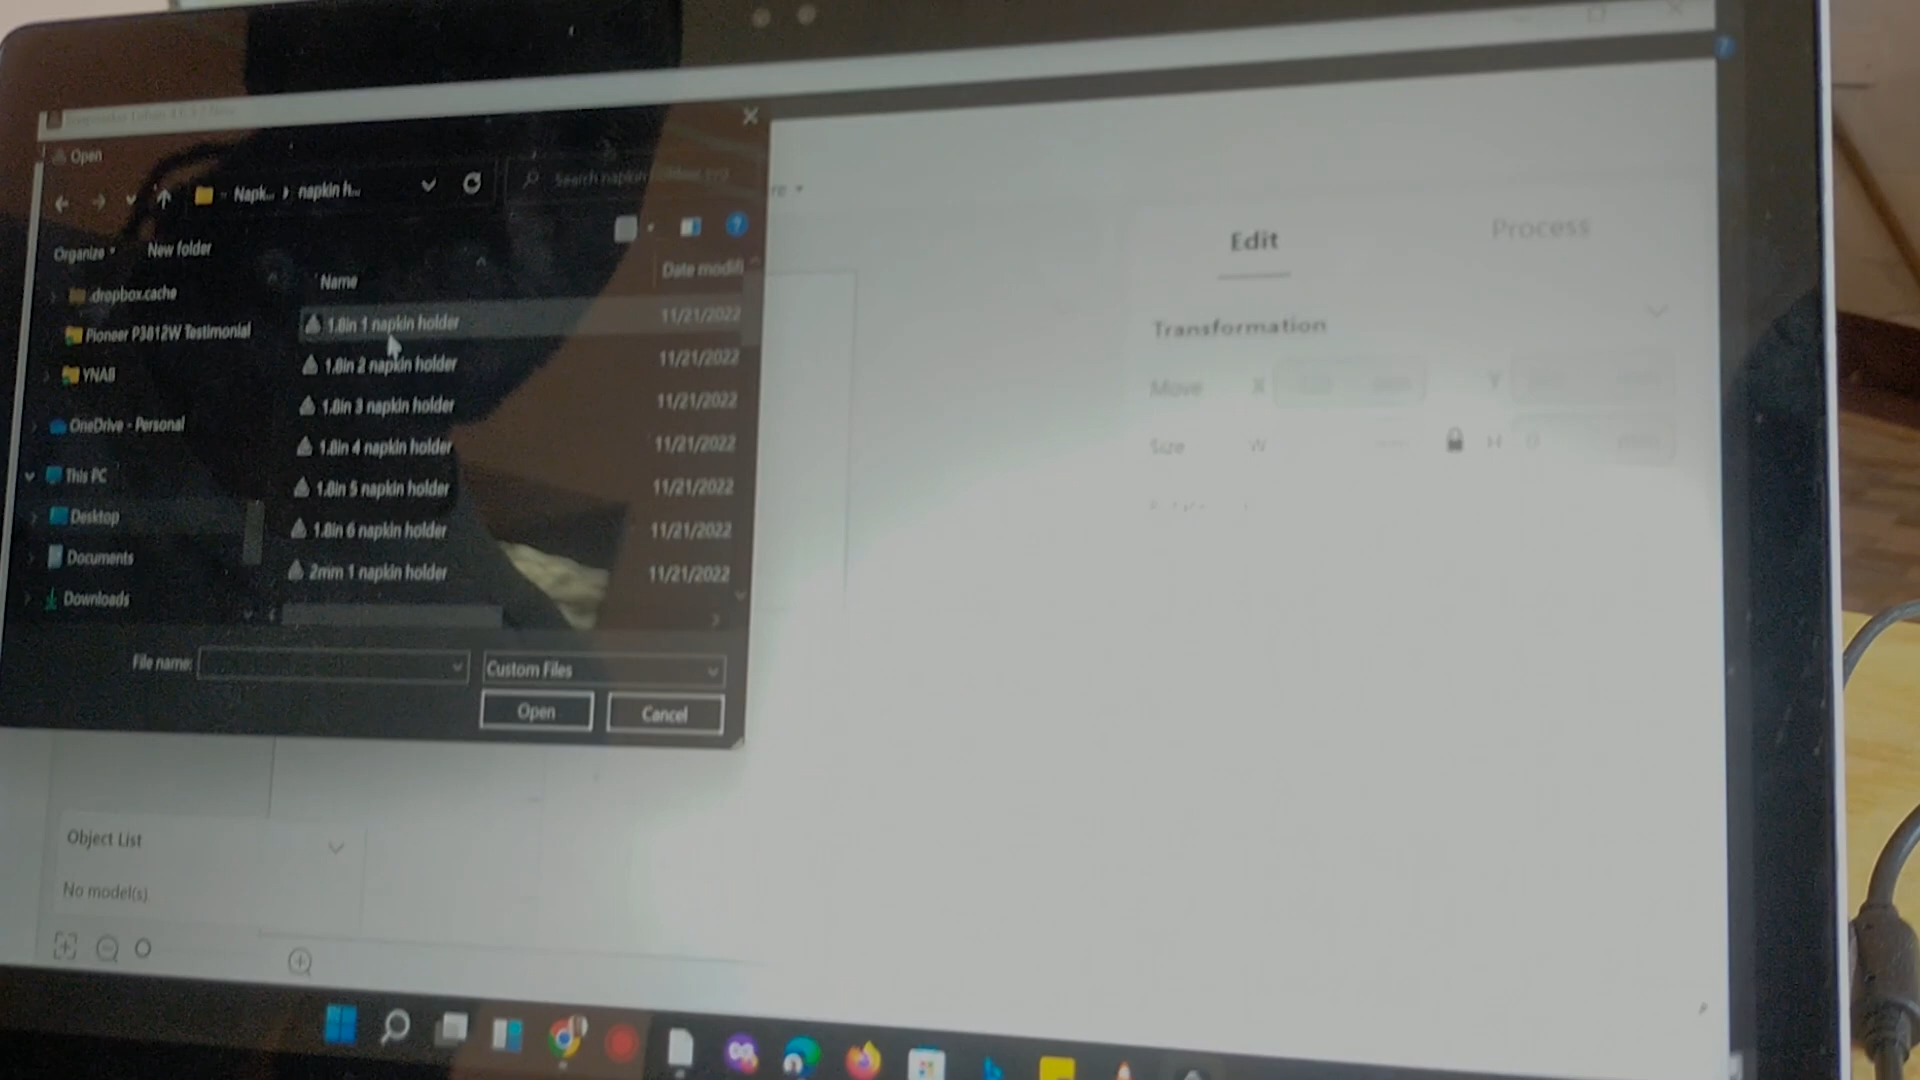 Open
Napk... › napkin h...
Search napkin
Organize
New folder
Name
Date modifi
.dropbox.cache
Pioneer P3812W Testimonial
YNAB
OneDrive - Personal
This PC
Desktop
Documents
Downloads
1.8in 1 napkin holder 11/21/2022
1.8in 2 napkin holder 11/21/2022
1.8in 3 napkin holder 11/21/2022
1.8in 4 napkin holder 11/21/2022
1.8in 5 napkin holder 11/21/2022
1.8in 6 napkin holder 11/21/2022
2mm 1 napkin holder 11/21/2022
File name:
Custom Files
Open
Cancel
Edit
Process
Transformation
Move X Y
Size W H 0
Object List
No model(s)